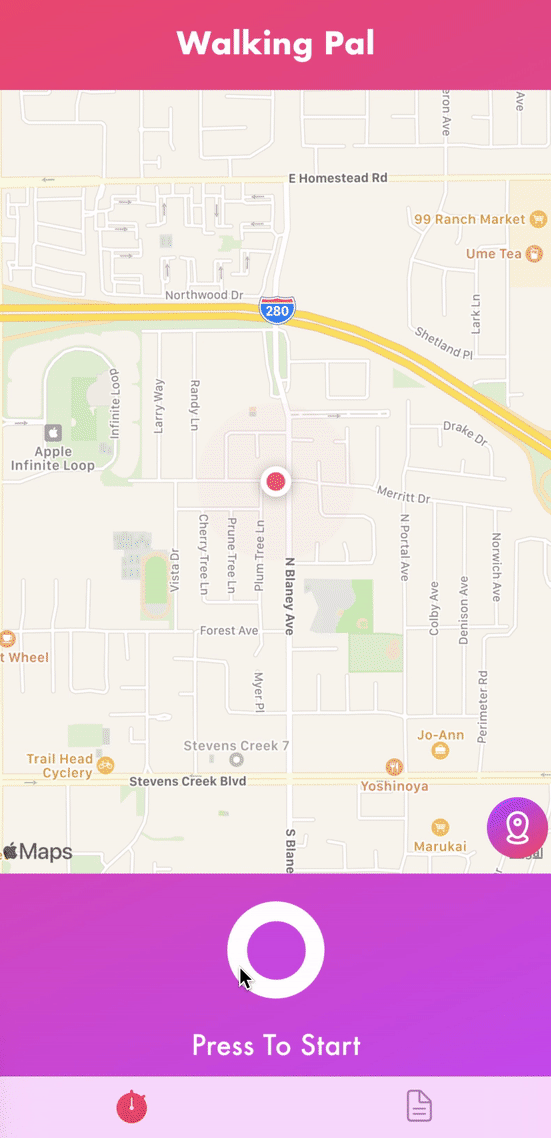 Walking Pal
Ave
E Homestead Rd
99 Ranch Market
Ume Tea
Northwood Dr
280
Lark Ln
Shetland Pl
Infinite Loop
Larry Way
Randy Ln
Apple
Infinite Loop
Drake Dr
Merritt Dr
Cherry Tree Ln
Prune Tree Ln
Plum Tree Ln
N Portal Ave
Norwich Ave
Vista Dr
N Blaney Ave
Colby Ave
Denison Ave
Forest Ave
t Wheel
Myer Pl
Perimeter Rd
Stevens Creek 7
Jo-Ann
Trail Head
Cyclery
Stevens Creek Blvd
Yoshinoya
Marukai
S Blane
Maps
Press To Start